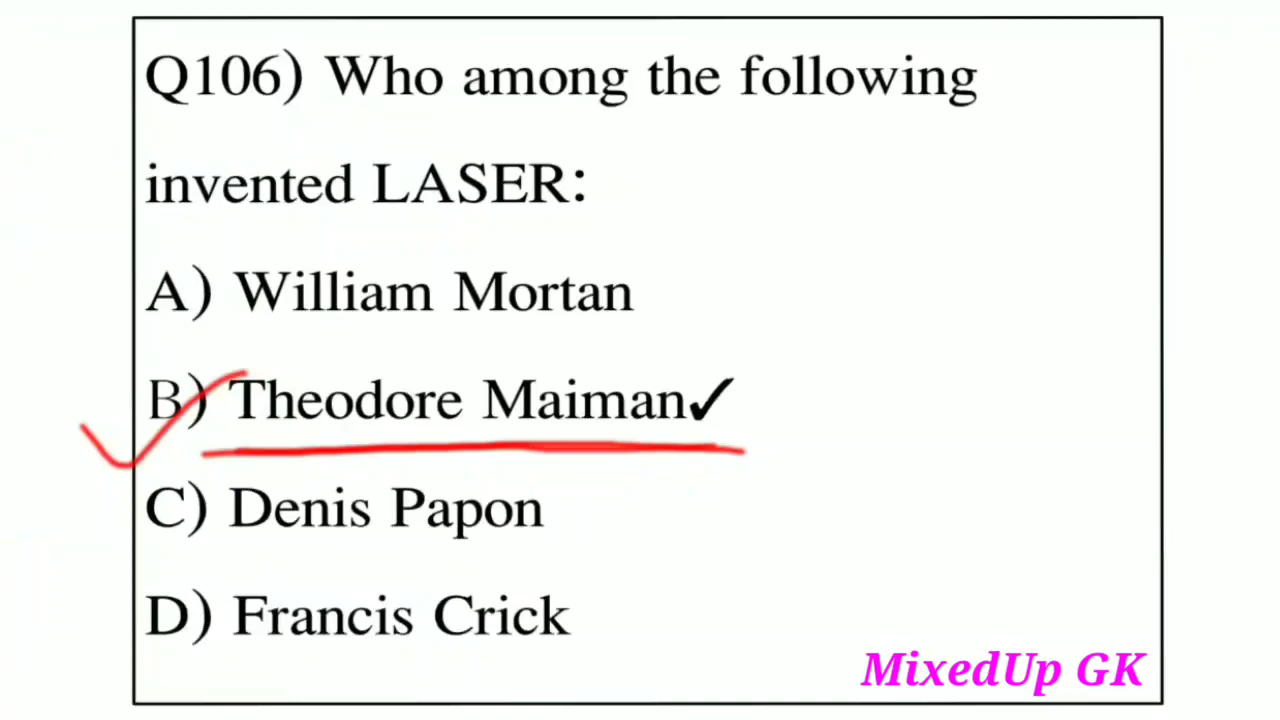 Q106) Who among the following
invented LASER:
A) William Mortan
B) Theodore Maiman✓
C) Denis Papon
D) Francis Crick
MixedUp GK